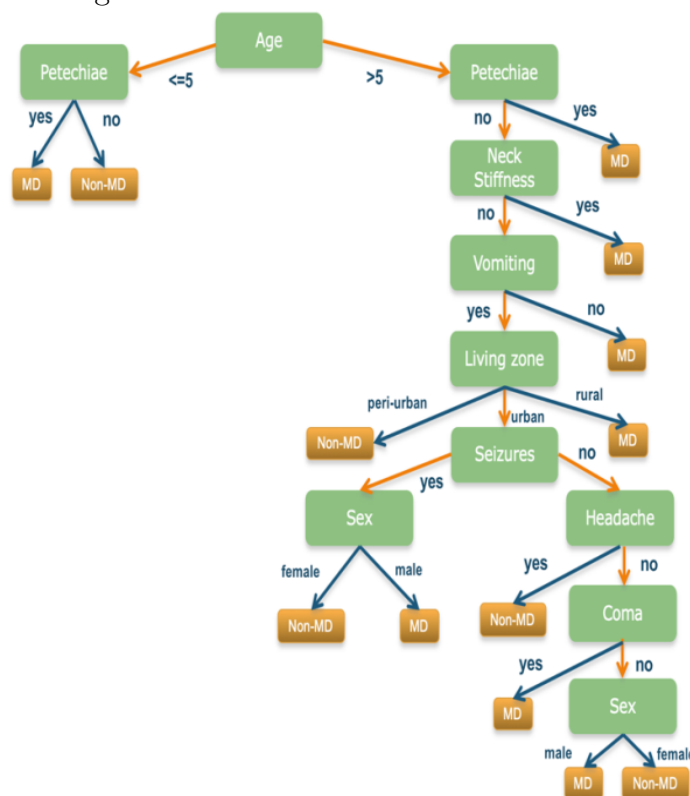 Age
Petechiae
<=5
>5
Petechiae
yes
no
no
yes
MD
Non-MD
MD
Neck
Stiffness
no
yes
MD
Vomiting
yes
no
MD
Living zone
peri-urban
urban
rural
Non-MD
MD
Seizures
yes
no
Sex
Headache
female
male
yes
no
Non-MD
MD
Non-MD
Coma
yes
no
MD
Sex
male
female
MD
Non-MD